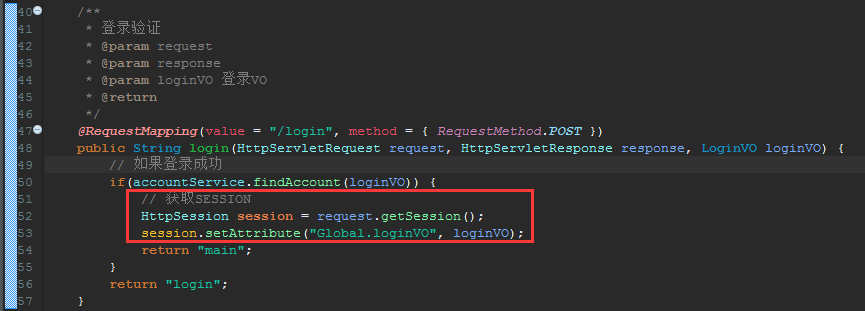 40 /**
41 * 登录验证
42 * @param request
43 * @param response
44 * @param loginVO 登录VO
45 * @return
46 */
47 @RequestMapping(value = "/login", method = { RequestMethod.POST })
48 public String login(HttpServletRequest request, HttpServletResponse response, LoginVO loginVO) {
49 // 如果登录成功
50 if(accountService.findAccount(loginVO)) {
51 // 获取SESSION
52 HttpSession session = request.getSession();
53 session.setAttribute("Global.loginVO", loginVO);
54 return "main";
55 }
56 return "login";
57 }